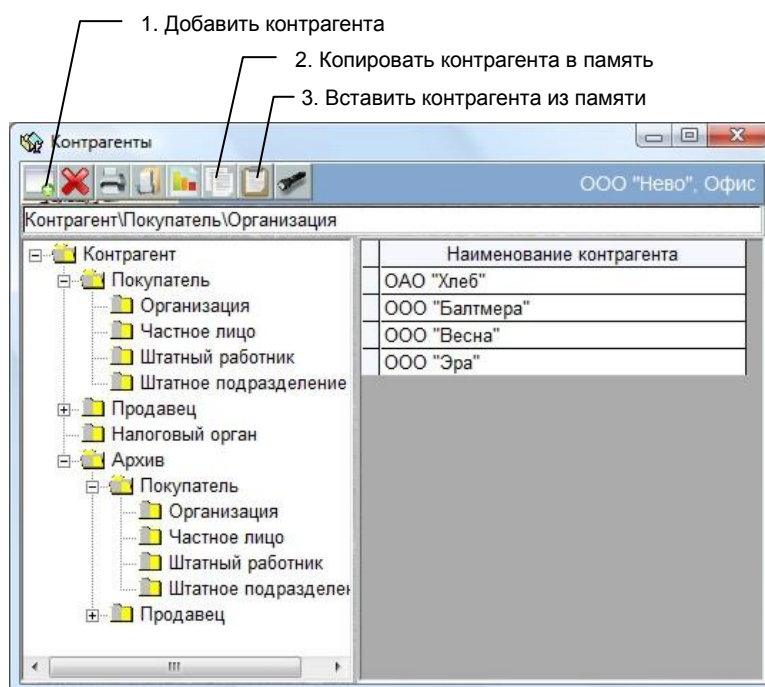 1. Добавить контрагента
2. Копировать контрагента в память
3. Вставить контрагента из памяти
Контрагенты
ООО "Нево", Офис
Контрагент\Покупатель\Организация
Контрагент
Покупатель
Организация
Частное лицо
Штатный работник
Штатное подразделение
Продавец
Налоговый орган
Архив
Покупатель
Организация
Частное лицо
Штатный работник
Штатное подразделен
Продавец
Наименование контрагента
ОАО "Хлеб"
ООО "Балтмера"
ООО "Весна"
ООО "Эра"